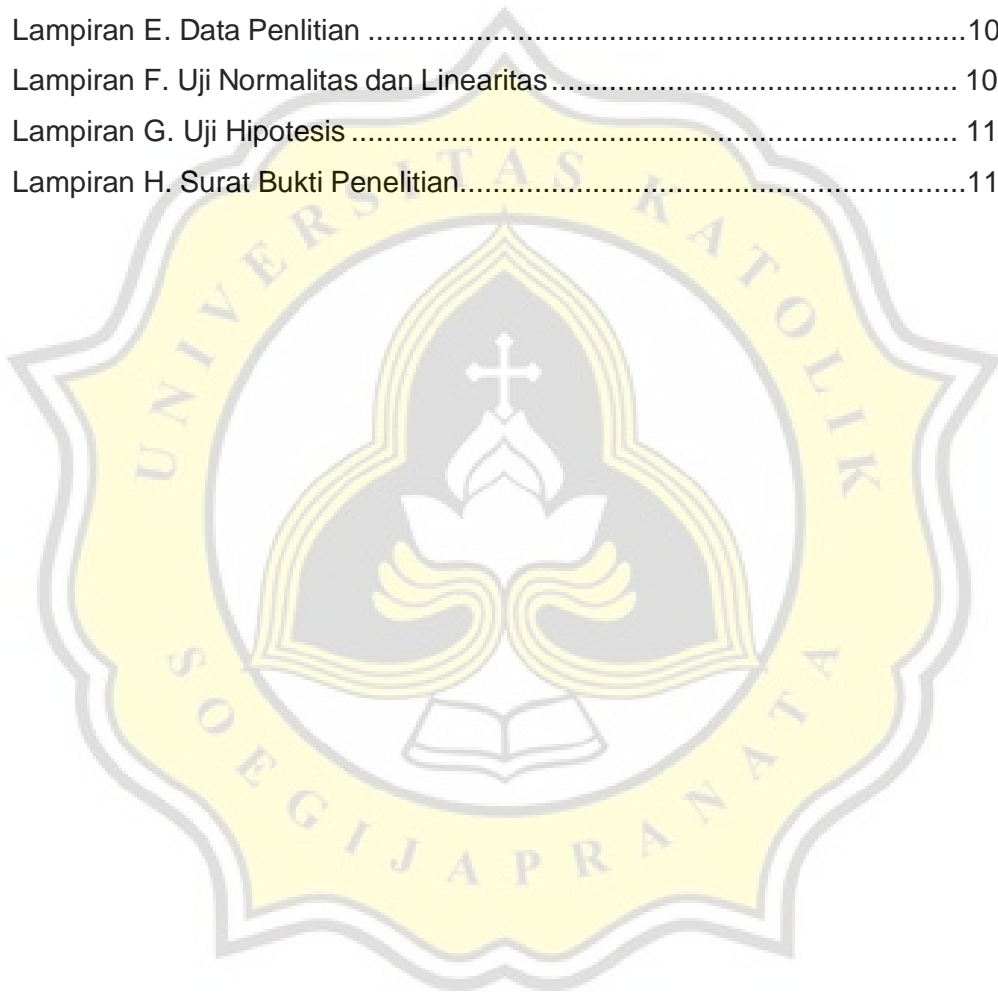 Lampiran E. Data Penlitian ........................................................................10
Lampiran F. Uji Normalitas dan Linearitas ................................................. 10
Lampiran G. Uji Hipotesis ......................................................................... 11
Lampiran H. Surat Bukti Penelitian.............................................................11
UNIVERSITAS KATOLIK
SOEGIJAPRANATA